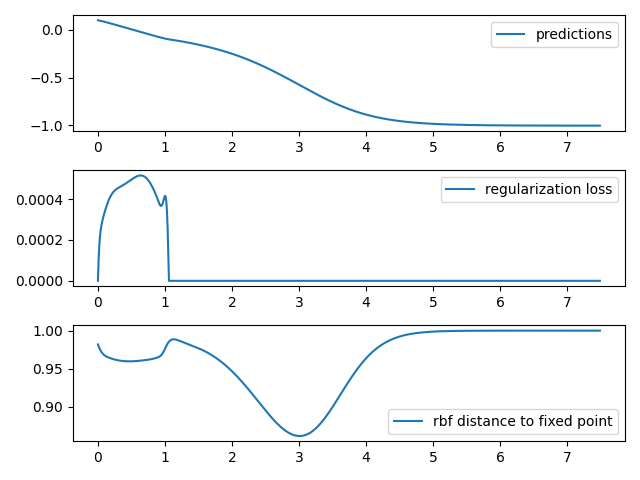 0.0
−0.5
−1.0
predictions
0 1 2 3 4 5 6 7
0.0004
0.0002
0.0000
regularization loss
0 1 2 3 4 5 6 7
1.00
0.95
0.90
rbf distance to fixed point
0 1 2 3 4 5 6 7